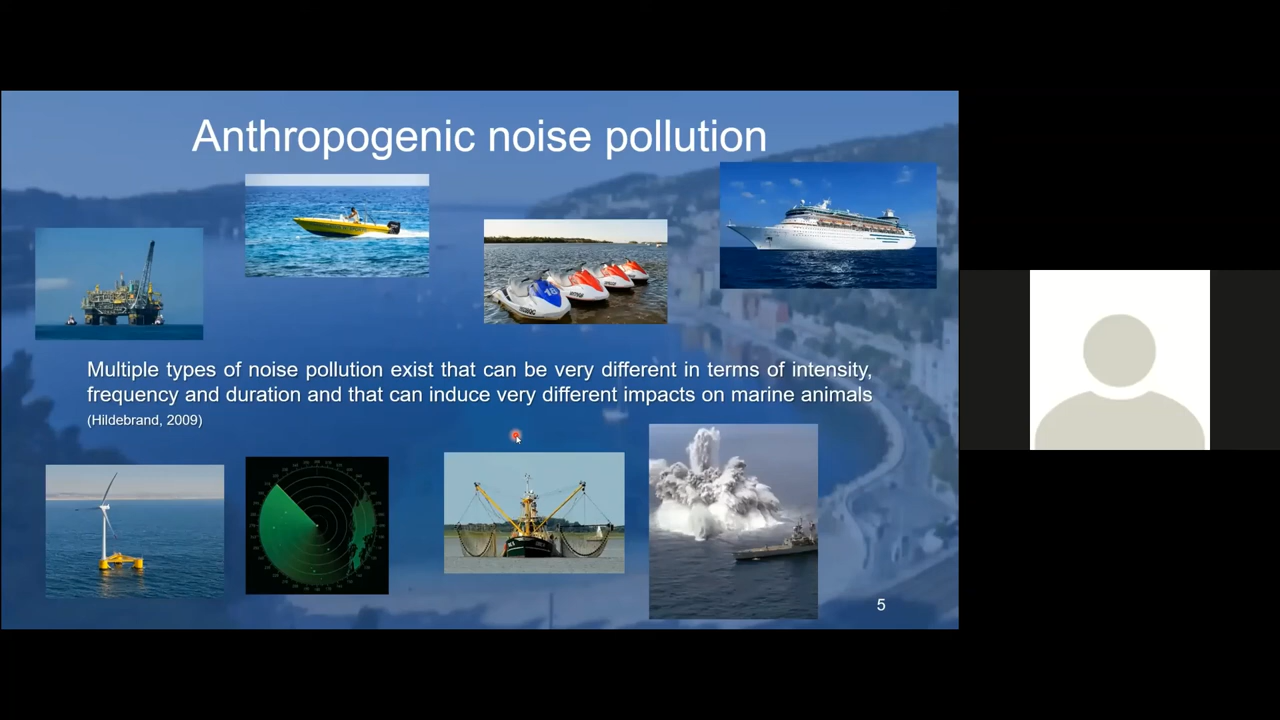 Anthropogenic noise pollution
Multiple types of noise pollution exist that can be very different in terms of intensity,
frequency and duration and that can induce very different impacts on marine animals
(Hildebrand, 2009)
5